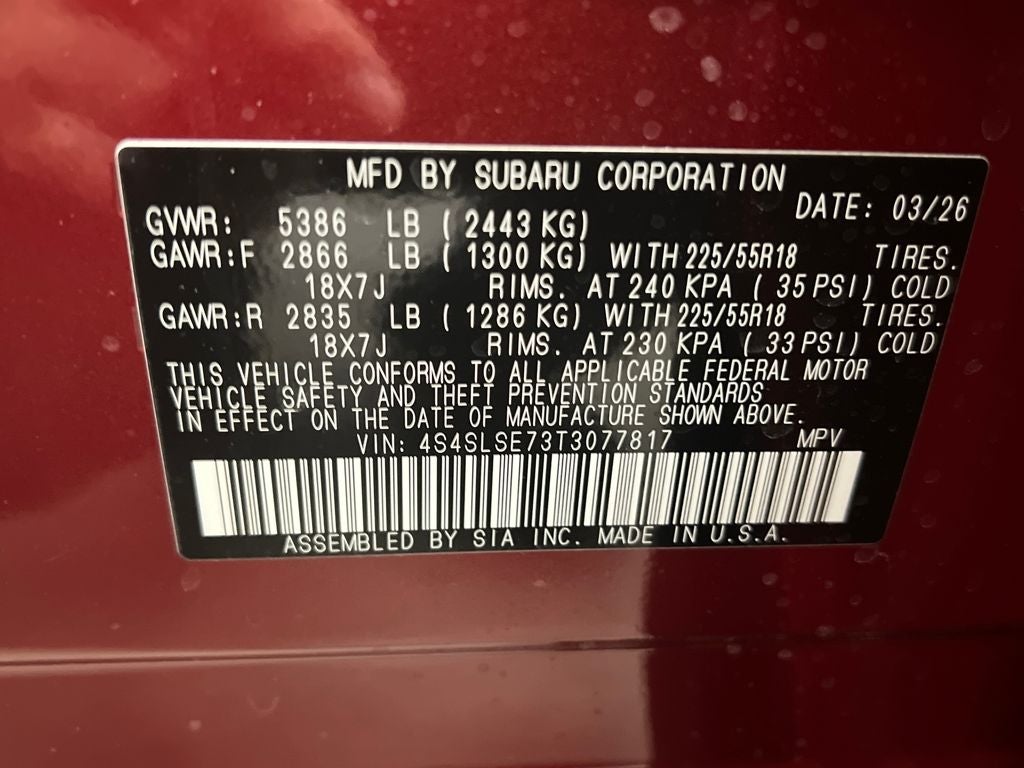 MFD BY SUBARU CORPORATION
DATE: 03/26
GVWR: 5386 LB ( 2443 KG)
GAWR:F 2866 LB ( 1300 KG) WITH 225/55R18 TIRES.
18X7J RIMS. AT 240 KPA ( 35 PSI) COLD
GAWR:R 2835 LB ( 1286 KG) WITH 225/55R18 TIRES.
18X7J RIMS. AT 230 KPA ( 33 PSI) COLD
THIS VEHICLE CONFORMS TO ALL APPLICABLE FEDERAL MOTOR
VEHICLE SAFETY AND THEFT PREVENTION STANDARDS
IN EFFECT ON THE DATE OF MANUFACTURE SHOWN ABOVE.
VIN: 4S4SLSE73T3077817 MPV
ASSEMBLED BY SIA INC. MADE IN U.S.A.